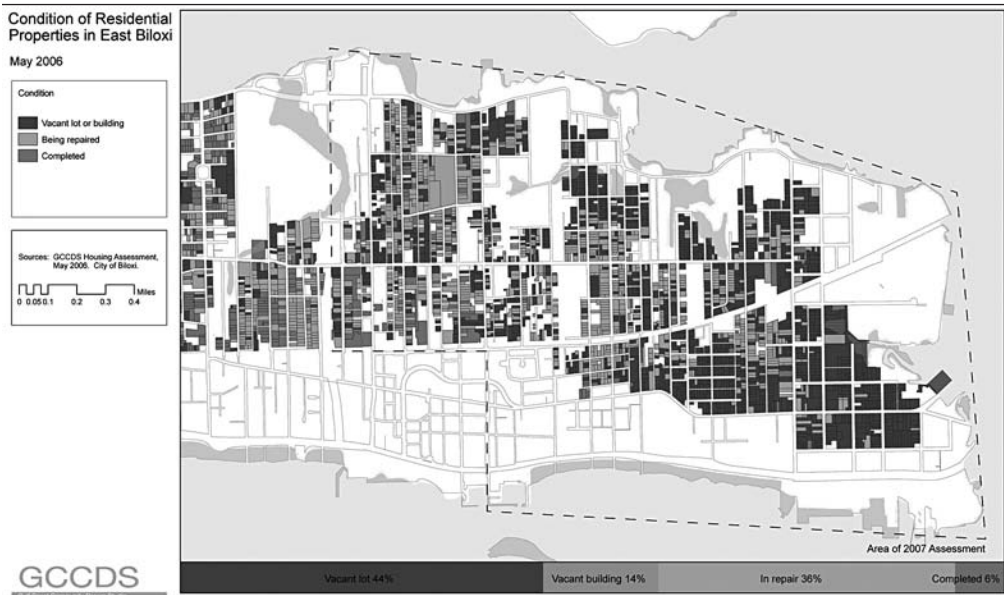 Condition of Residential
Properties in East Biloxi
May 2006
Condition
Vacant lot or building
Being repaired
Completed
Sources: GCCDS Housing Assessment,
May 2006. City of Biloxi.
Miles
0 0.05 0.1 0.2 0.3 0.4
Area of 2007 Assessment
Vacant lot 44% Vacant building 14% In repair 36% Completed 6%
GCCDS